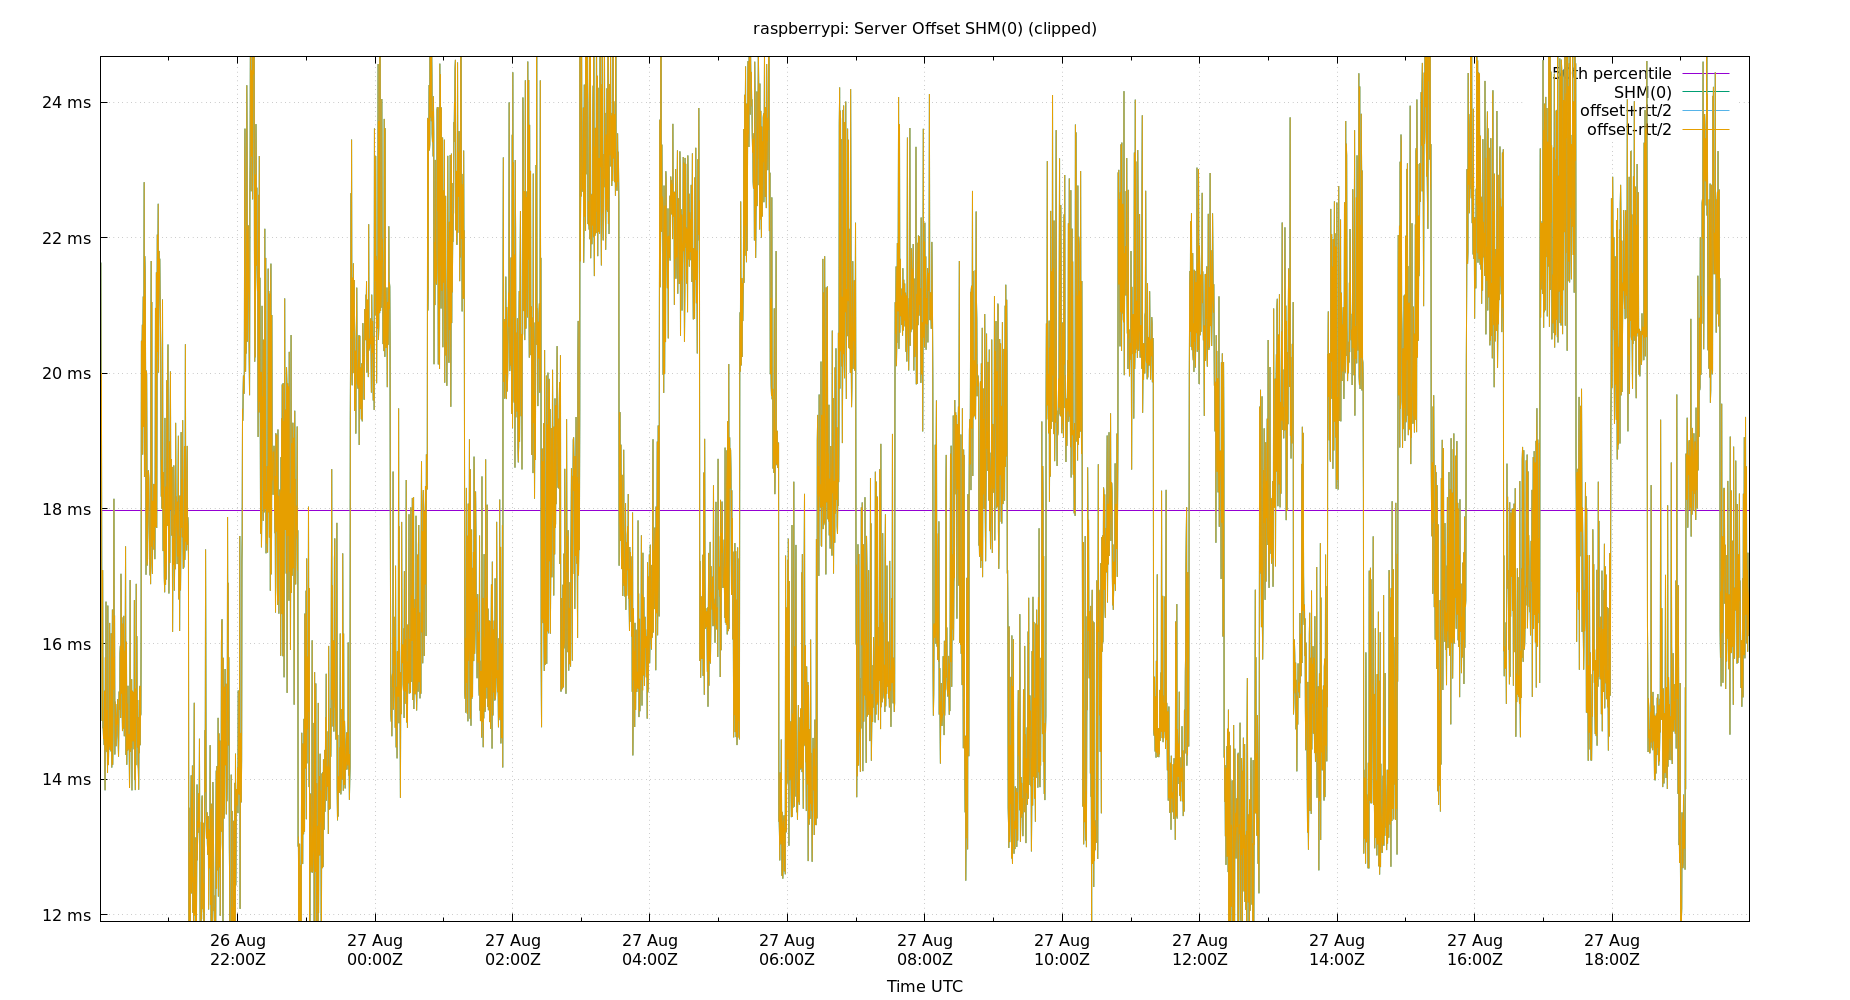 raspberrypi: Server Offset SHM(0) (clipped)
50th percentile
SHM(0)
offset+rtt/2
offset-rtt/2
24 ms
22 ms
20 ms
18 ms
16 ms
14 ms
12 ms
26 Aug 27 Aug 27 Aug 27 Aug 27 Aug 27 Aug 27 Aug 27 Aug 27 Aug 27 Aug 27 Aug
22:00Z 00:00Z 02:00Z 04:00Z 06:00Z 08:00Z 10:00Z 12:00Z 14:00Z 16:00Z 18:00Z
Time UTC